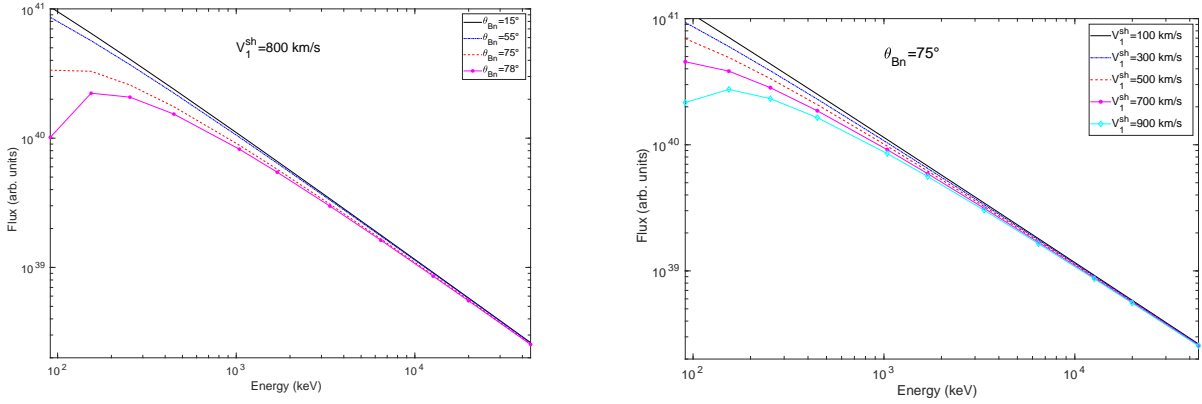 10^41
10^40
10^39
Flux (arb. units)
V_1^sh=800 km/s
θ_Bn=15°
θ_Bn=55°
θ_Bn=75°
θ_Bn=78°
10^2
10^3
10^4
Energy (keV)
10^41
10^40
10^39
Flux (arb. units)
θ_Bn=75°
V_1^sh=100 km/s
V_1^sh=300 km/s
V_1^sh=500 km/s
V_1^sh=700 km/s
V_1^sh=900 km/s
10^2
10^3
10^4
Energy (keV)